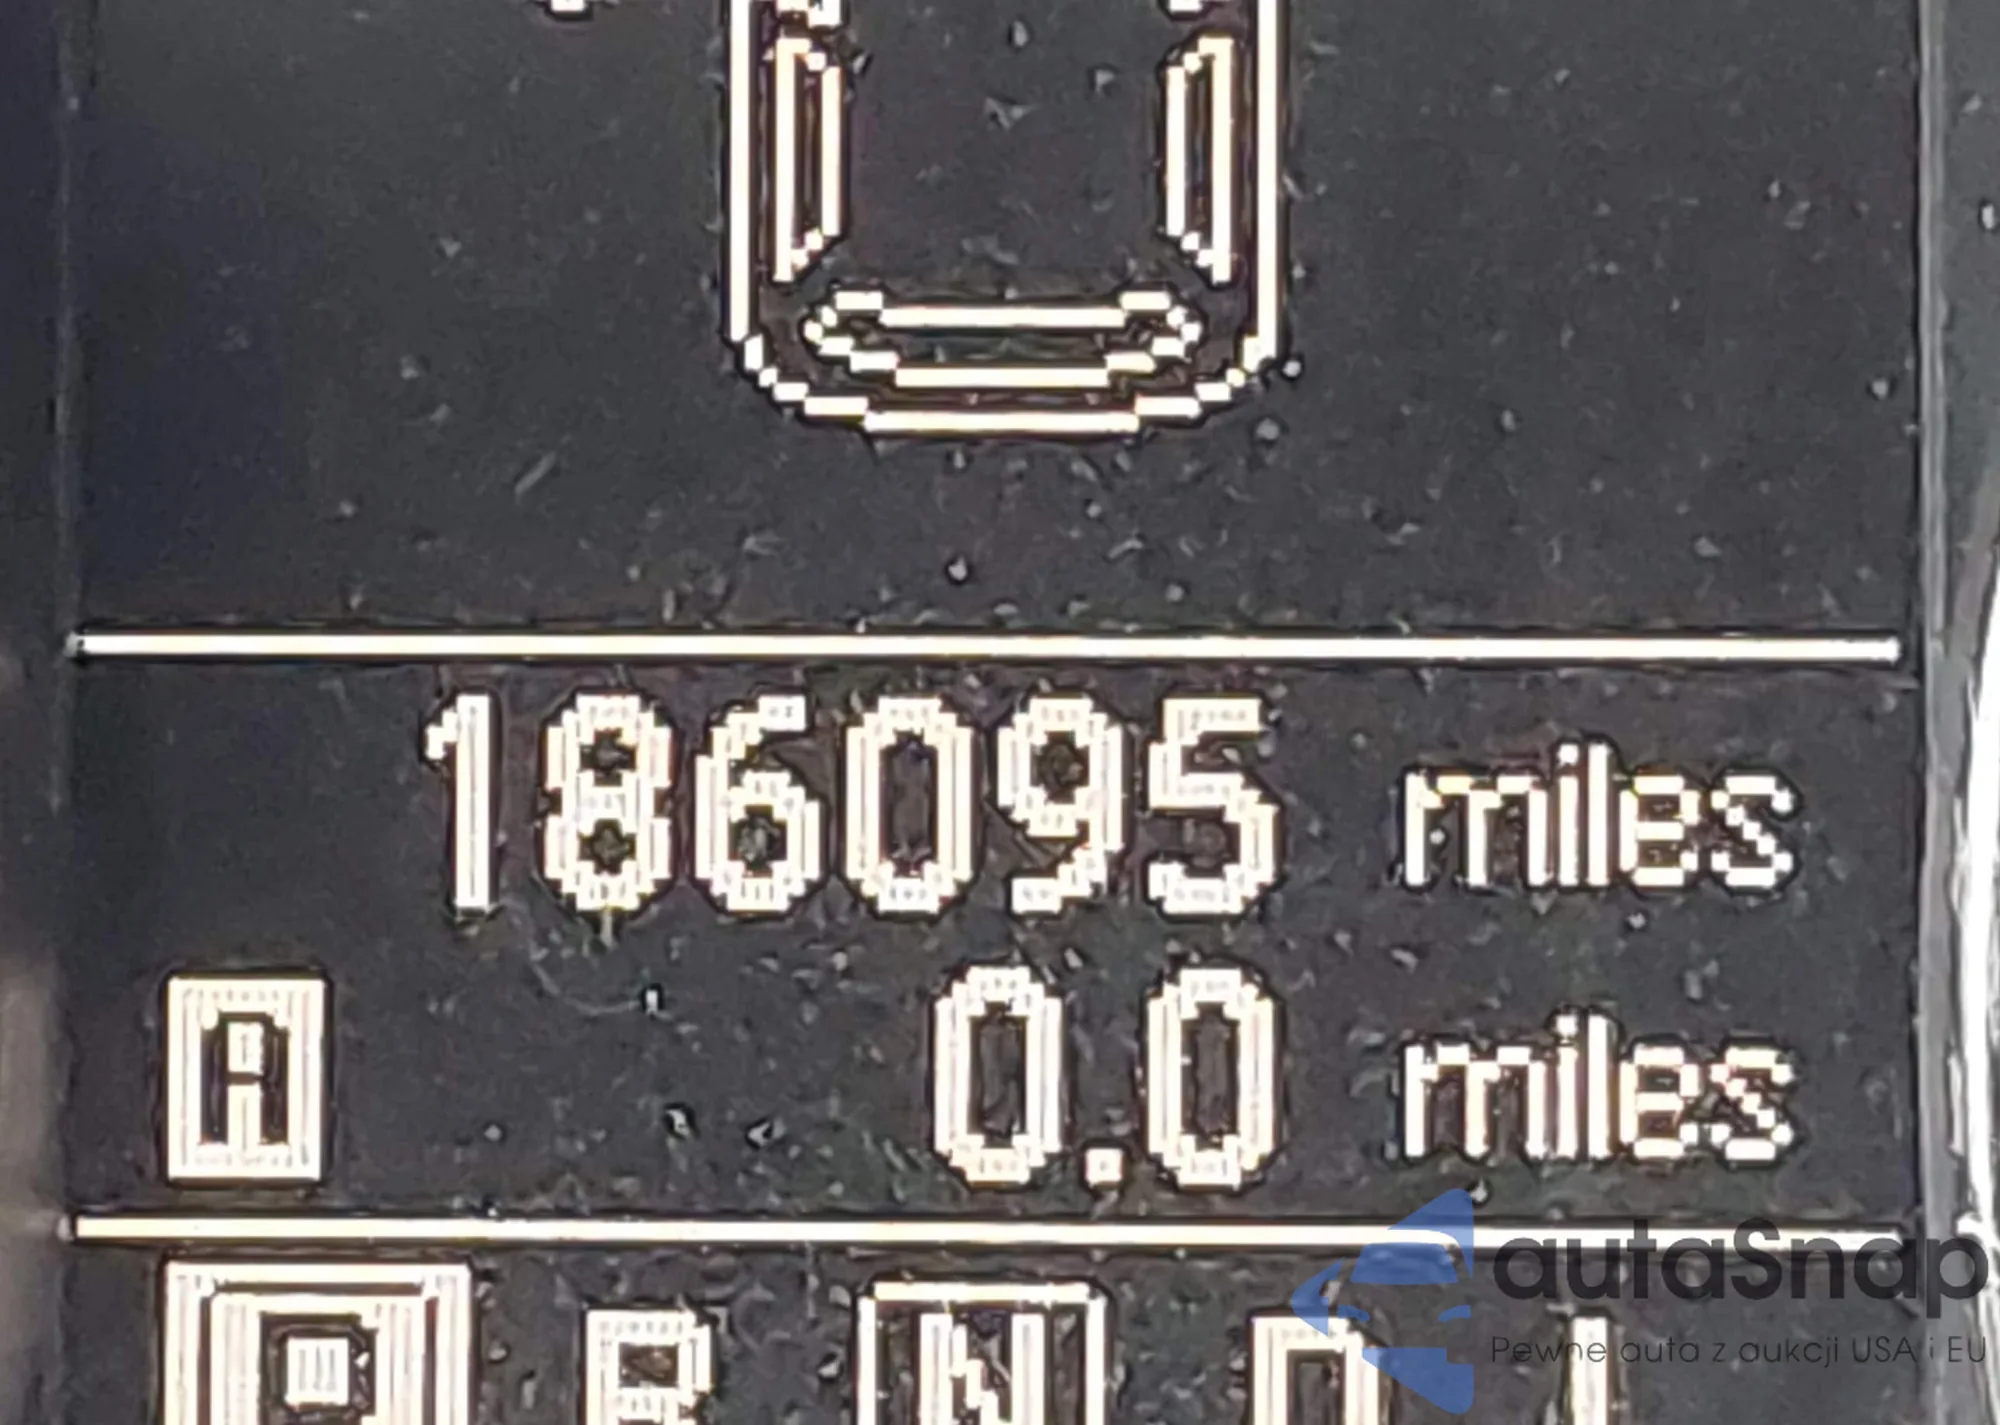 186095 miles
A 0.0 miles
P R N D L
autaSnap
Pewne auta z aukcji USA i EU